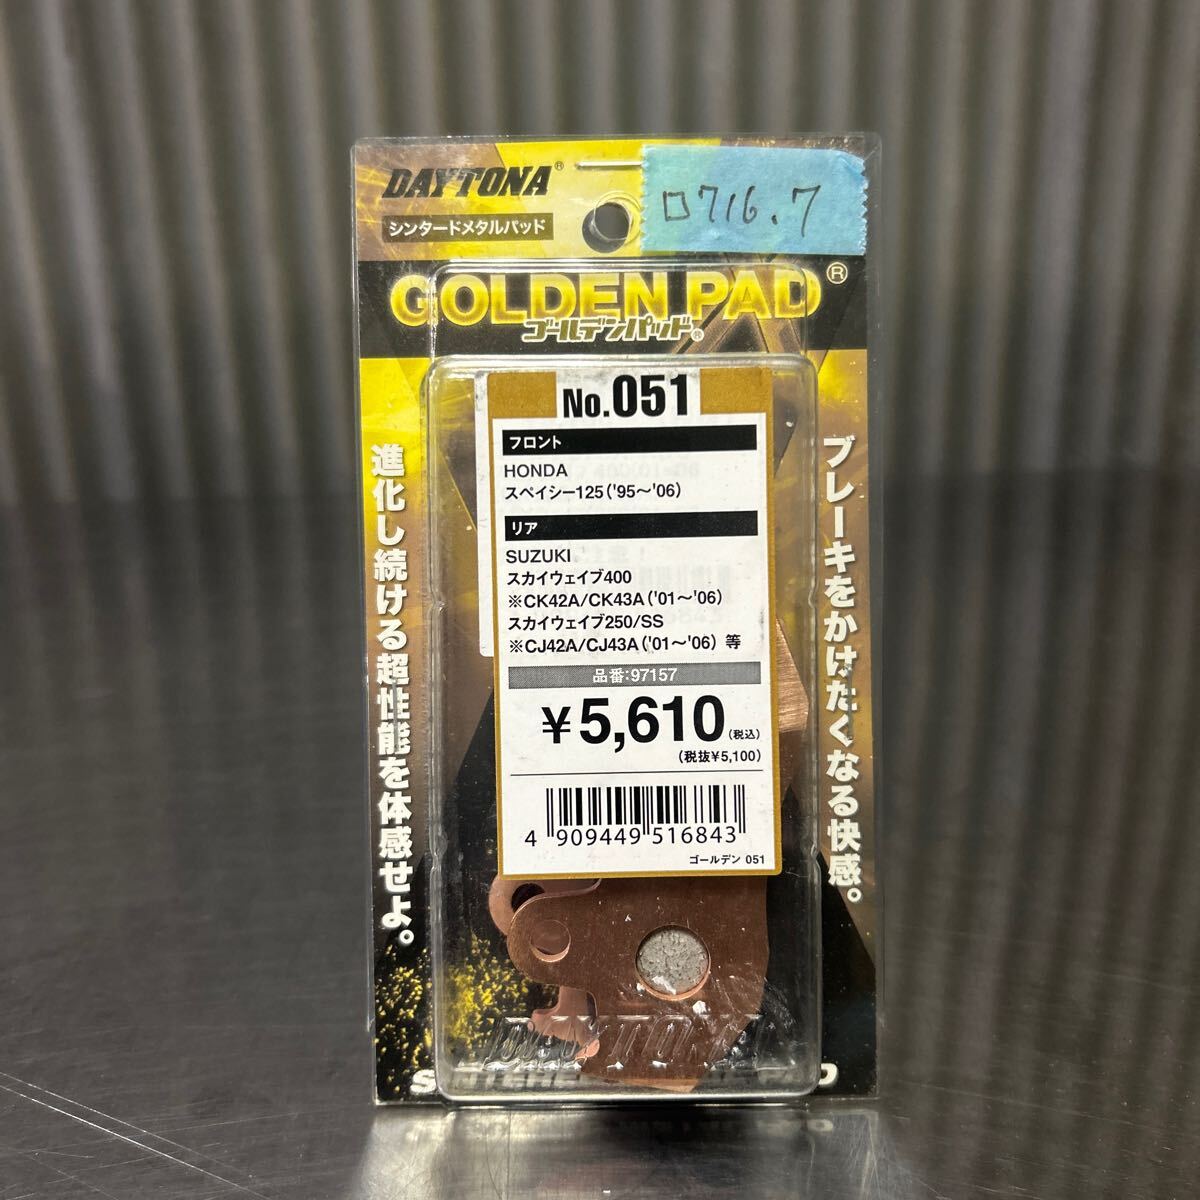 DAYTONA®
シンタードメタルパッド
ロ716.7
GOLDEN PAD®
ゴールデンパッド®
進化し続ける超性能を体感せよ。
ブレーキをかけたくなる快感。
No.051
フロント
HONDA
スペイシー125('95～'06)
リア
SUZUKI
スカイウェイブ400
※CK42A/CK43A('01～'06)
スカイウェイブ250/SS
※CJ42A/CJ43A('01～'06) 等
品番:97157
¥5,610(税込)
(税抜¥5,100)
4 909449 516843
ゴールデン 051
DAYTONA